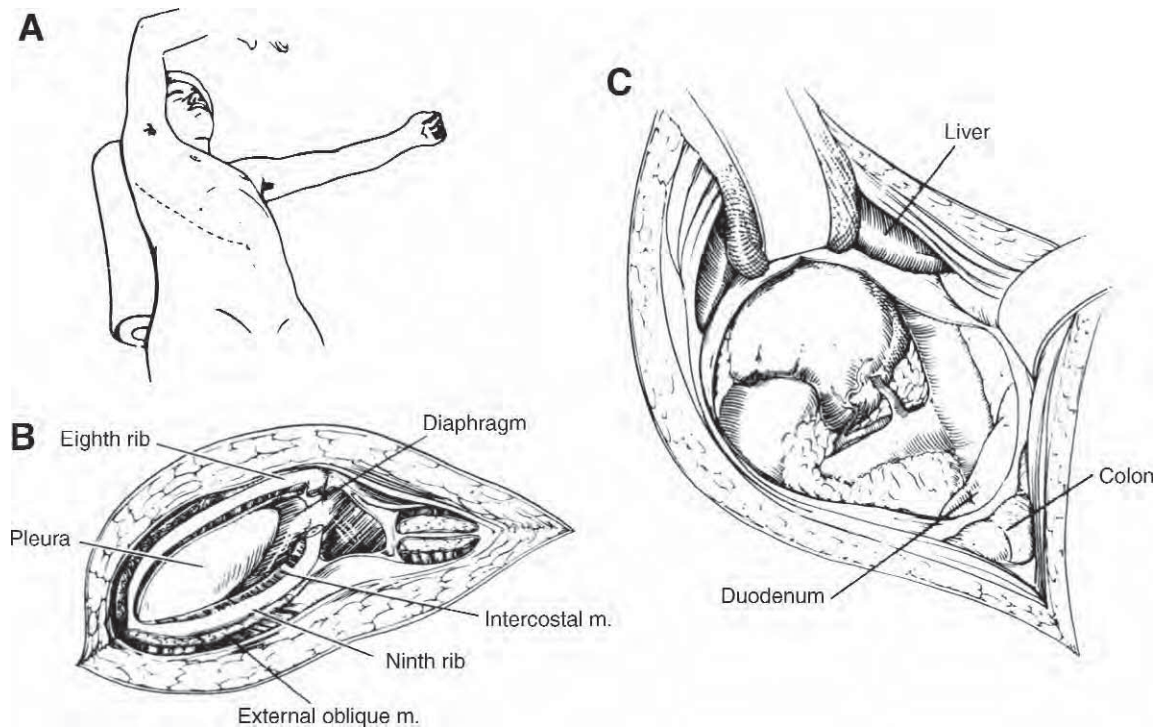 A
B
Eighth rib
Diaphragm
Pleura
Intercostal m.
Ninth rib
External oblique m.
C
Liver
Colon
Duodenum